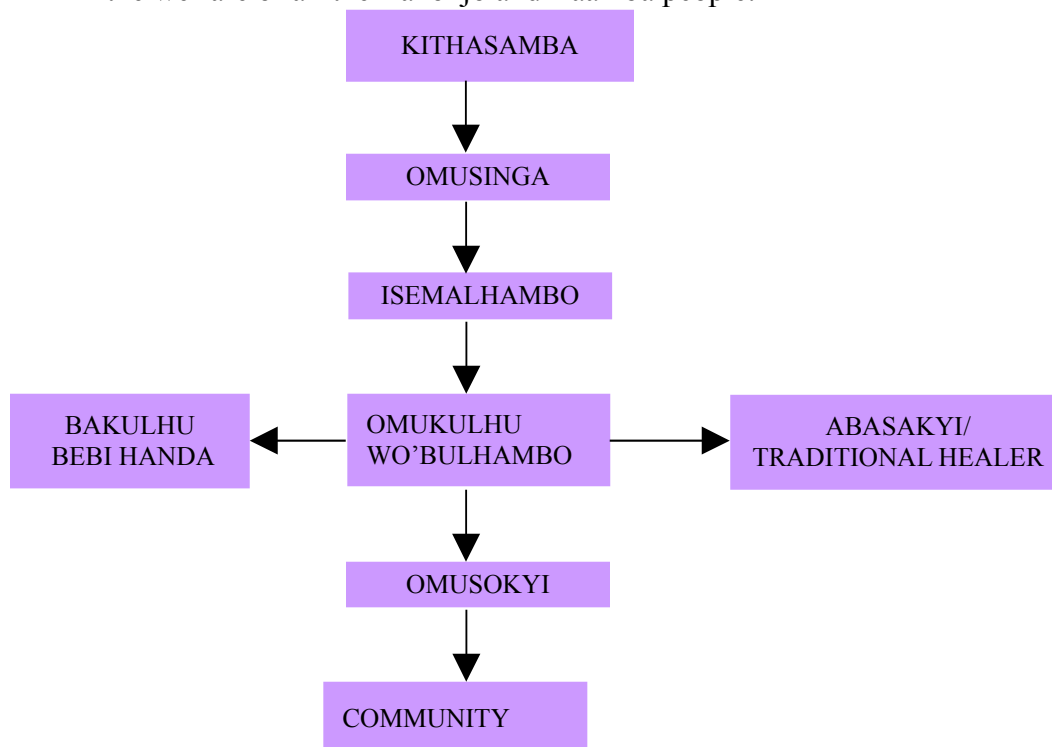 KITHASAMBA
OMUSINGA
ISEMALHAMBO
BAKULHU
BEBI HANDA
OMUKULHU
WO’BULHAMBO
ABASAKYI/
TRADITIONAL HEALER
OMUSOKYI
COMMUNITY